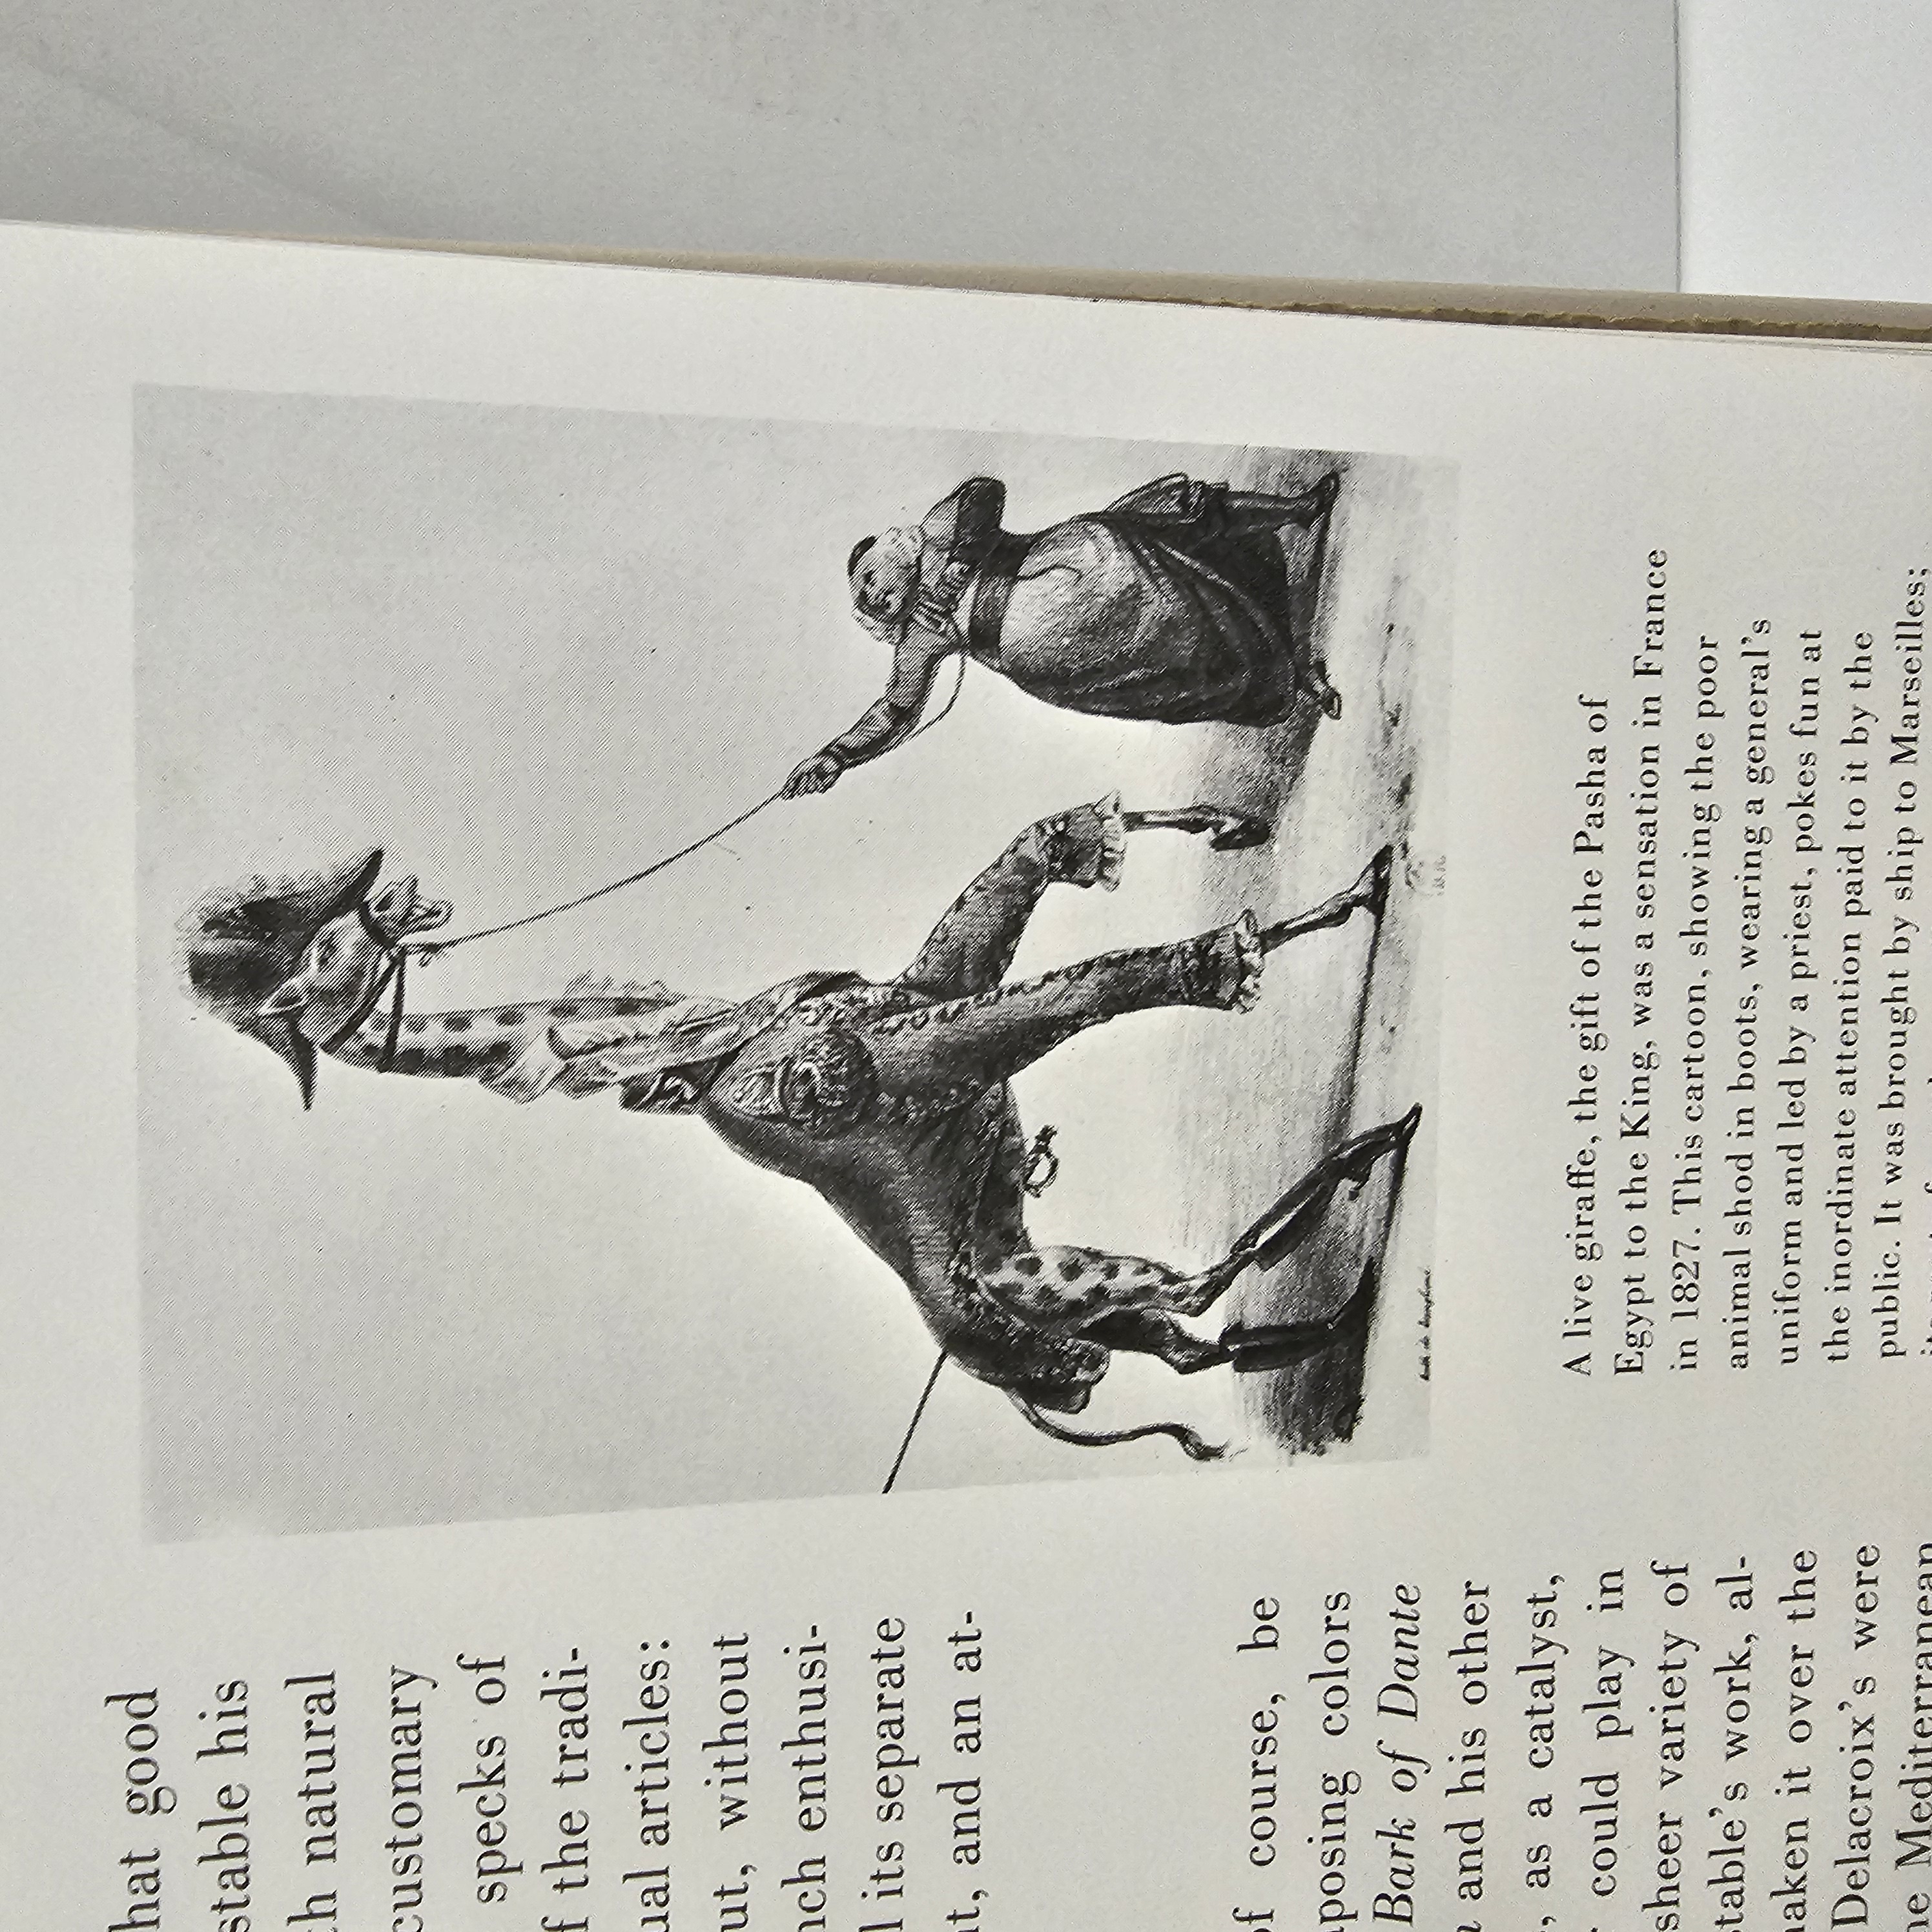 hat good
stable his
th natural
customary
specks of
f the tradi-
ual articles:
ut, without
nch enthusi-
l its separate
nt, and an at-
of course, be
posing colors
Bark of Dante
and his other
, as a catalyst,
could play in
sheer variety of
stable's work, al-
naken it over the
Delacroix's were
ne Mediterranean
A live giraffe, the gift of the Pasha of
Egypt to the King, was a sensation in France
in 1827. This cartoon, showing the poor
animal shod in boots, wearing a general's
uniform and led by a priest, pokes fun at
the inordinate attention paid to it by the
public. It was brought by ship to Marseilles;